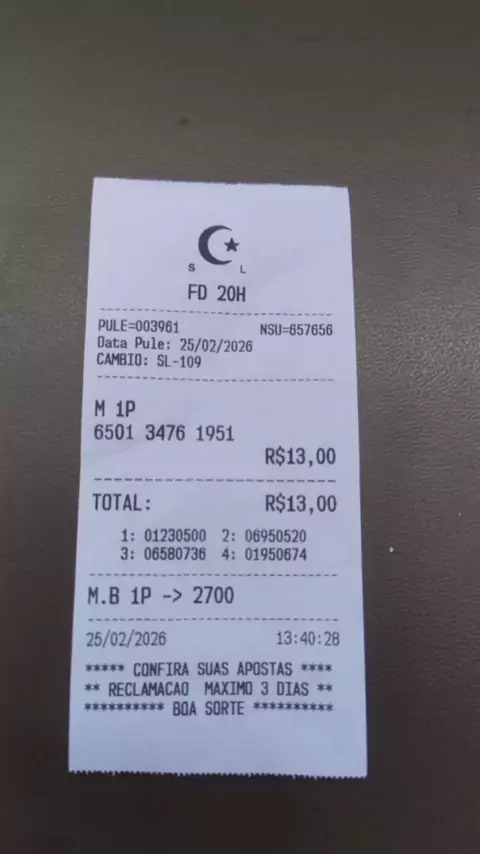 S L
FD 20H
PULE=003961 NSU=657656
Data Pule: 25/02/2026
CAMBIO: SL-109
M 1P
6501 3476 1951
R$13,00
TOTAL: R$13,00
1: 01230500 2: 06950520
3: 06580736 4: 01950674
M.B 1P -> 2700
25/02/2026 13:40:28
***** CONFIRA SUAS APOSTAS ****
** RECLAMACAO MAXIMO 3 DIAS **
********** BOA SORTE **********